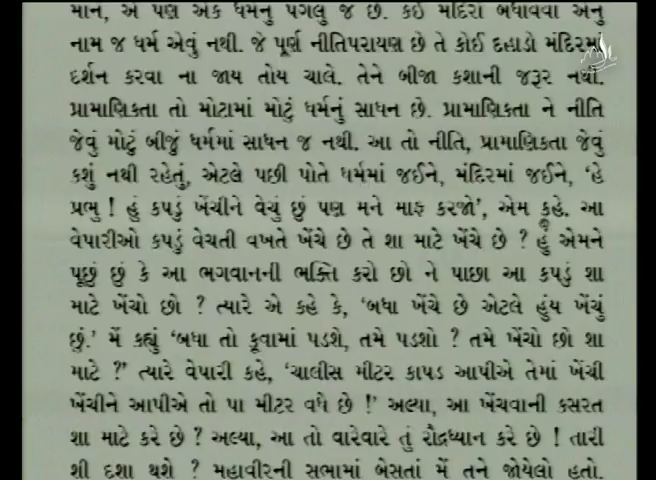 માન, એ પણ એક ધર્મનું પગલું જ છે. કંઈ મંદિરો બંધાવવા એનું
નામ જ ધર્મ એવું નથી. જે પૂર્ણ નીતિપરાયણ છે તે કોઈ દહાડો મંદિરમાં
દર્શન કરવા ના જાય તોય ચાલે. તેને બીજા કશાની જરૂર નથી.
પ્રામાણિકતા તો મોટામાં મોટું ધર્મનું સાધન છે. પ્રામાણિકતા ને નીતિ
જેવું મોટું બીજું ધર્મમાં સાધન જ નથી. આ તો નીતિ, પ્રામાણિકતા જેવું
કશું નથી રહેતું, એટલે પછી પોતે ધર્મમાં જઈને, મંદિરમાં જઈને, ‘હે
પ્રભુ ! હું કપડું ખેંચીને વેચું છું પણ મને માફ કરજો’, એમ કહે. આ
વેપારીઓ કપડું વેચતી વખતે ખેંચે છે તે શા માટે ખેંચે છે ? હું એમને
પૂછું છું કે આ ભગવાનની ભક્તિ કરો છો ને પાછા આ કપડું શા
માટે ખેંચો છો ? ત્યારે એ કહે કે, ‘બધા ખેંચે છે એટલે હુંય ખેંચું
છું.’ મેં કહ્યું ‘બધા તો કૂવામાં પડશે, તમે પડશો ? તમે ખેંચો છો શા
માટે ?’ ત્યારે વેપારી કહે, ‘ચાલીસ મીટર કાપડ આપીએ તેમાં ખેંચી
ખેંચીને આપીએ તો પા મીટર વધે છે !’ અલ્યા, આ ખેંચવાની કસરત
શા માટે કરે છે ? અલ્યા, આ તો વારેવારે તું રૌદ્રધ્યાન કરે છે ! તારી
શી દશા થશે ? મહાવીરની સભામાં બેસતાં મેં તને જોયેલો હતો.